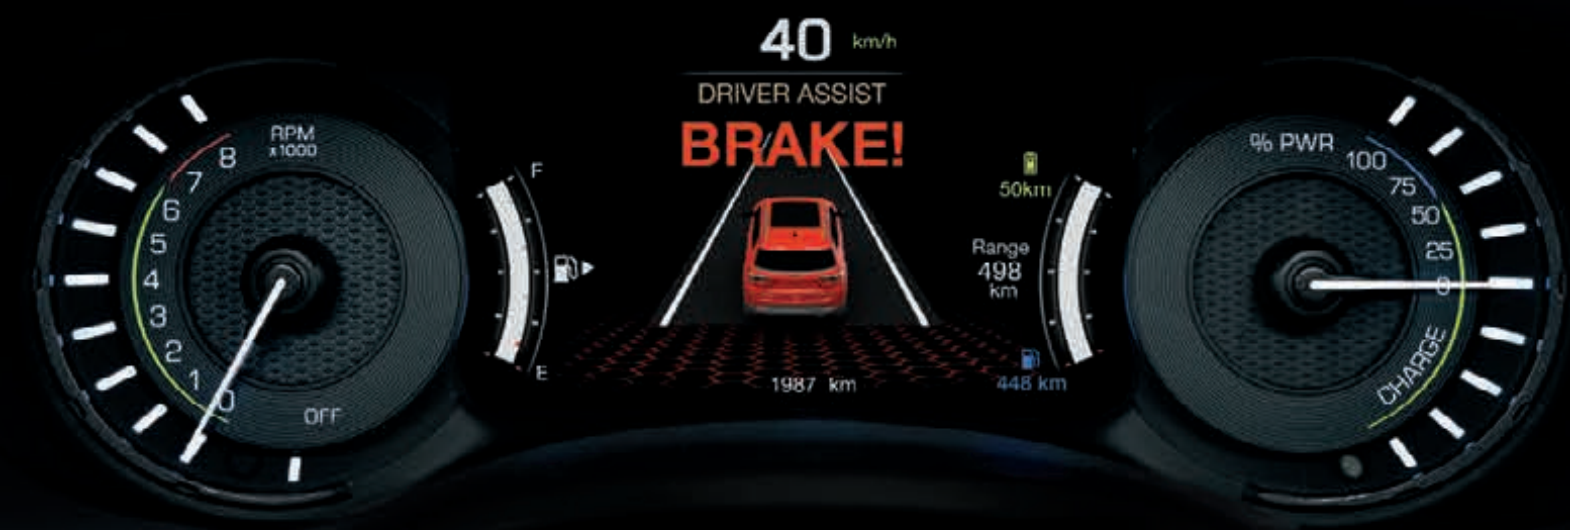 40 km/h
DRIVER ASSIST
BRAKE!
RPM
x1000
8
7
6
5
4
3
2
1
0
OFF
F
E
50km
Range
498
km
448 km
1987 km
% PWR
100
75
50
25
0
CHARGE